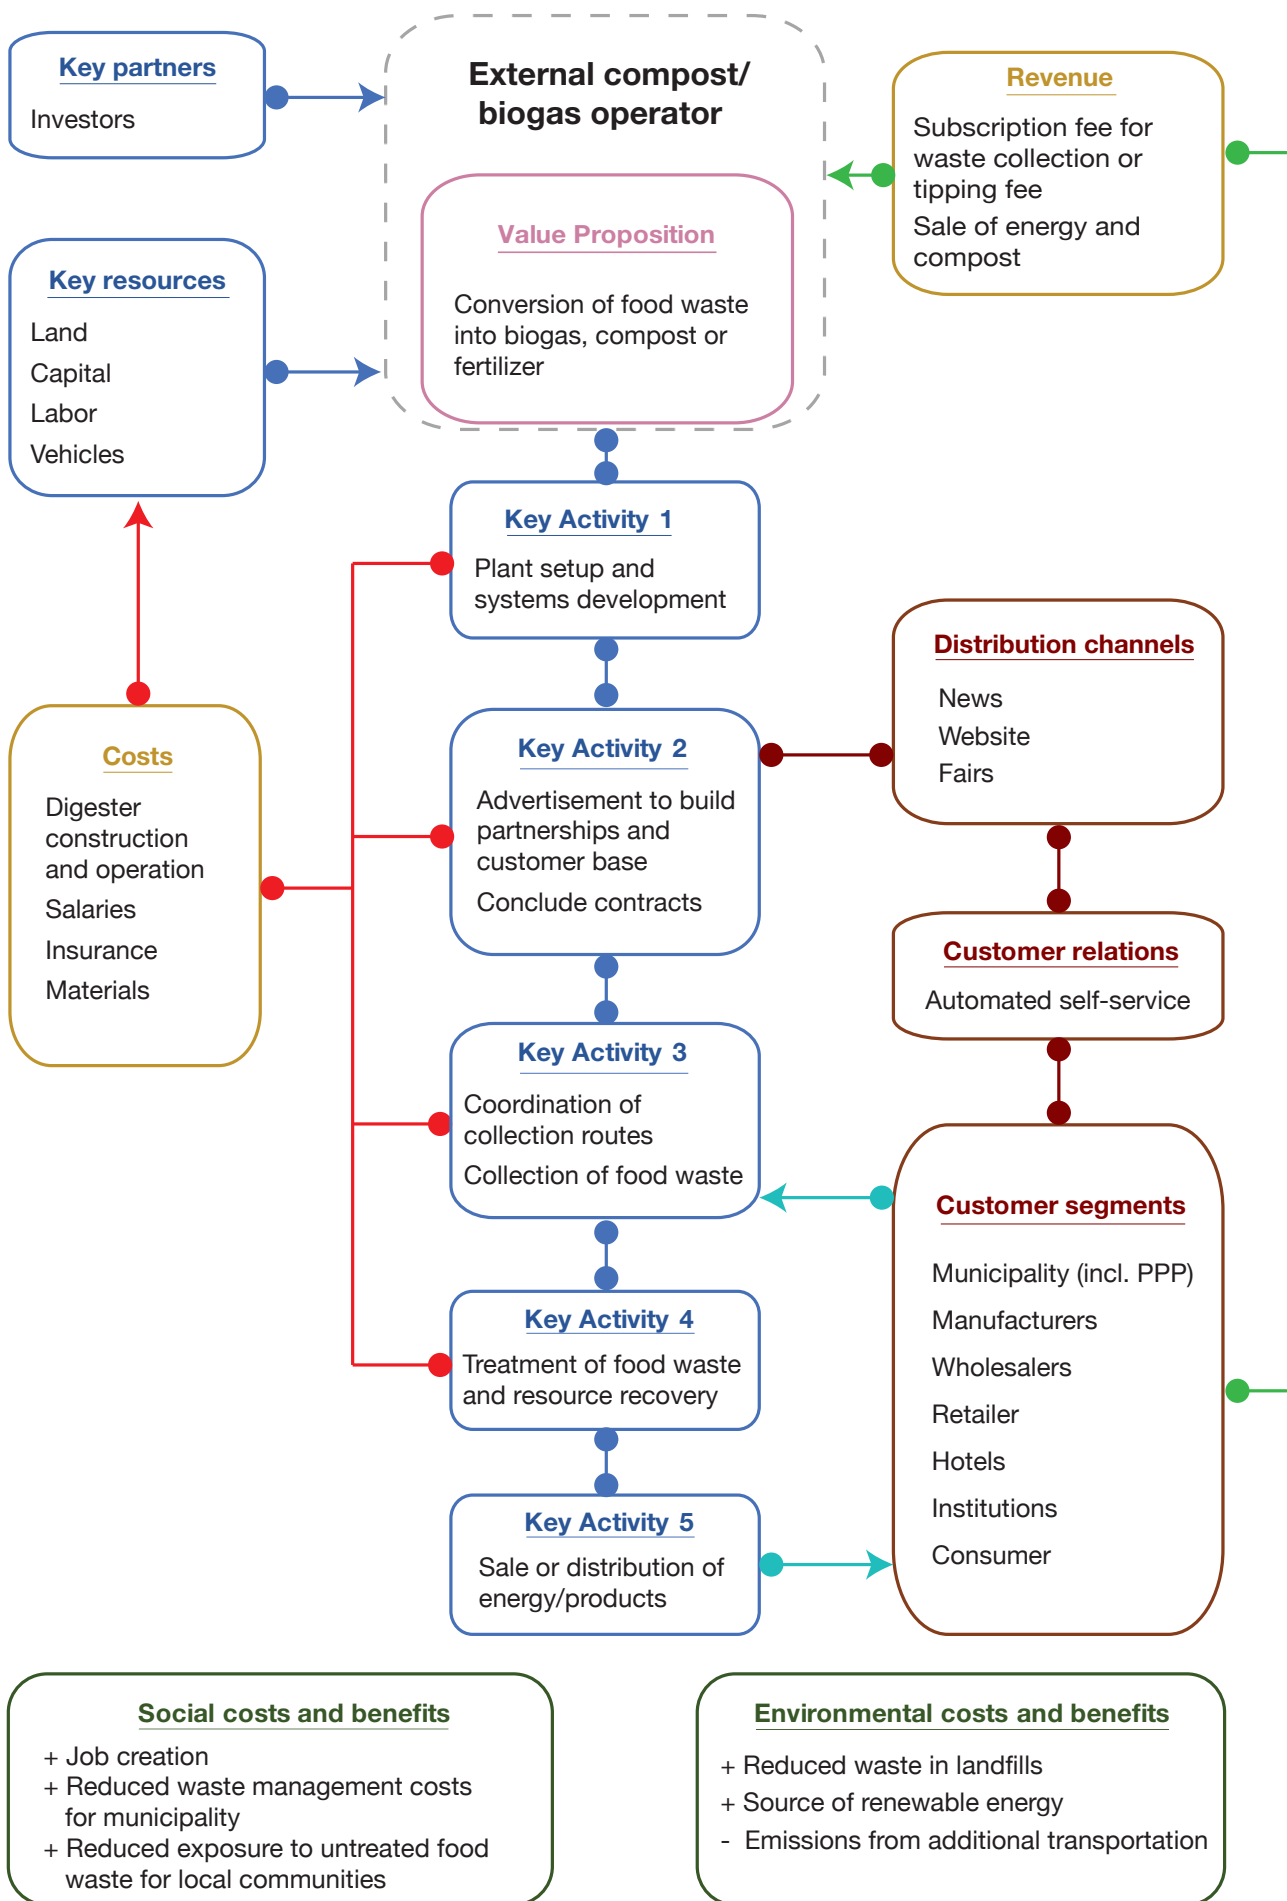 Key partners
Investors
External compost/
biogas operator
Value Proposition
Conversion of food waste
into biogas, compost or
fertilizer
Revenue
Subscription fee for
waste collection or
tipping fee
Sale of energy and
compost
Key resources
Land
Capital
Labor
Vehicles
Key Activity 1
Plant setup and
systems development
Distribution channels
News
Website
Fairs
Costs
Digester
construction
and operation
Salaries
Insurance
Materials
Key Activity 2
Advertisement to build
partnerships and
customer base
Conclude contracts
Customer relations
Automated self-service
Key Activity 3
Coordination of
collection routes
Collection of food waste
Customer segments
Municipality (incl. PPP)
Manufacturers
Wholesalers
Retailer
Hotels
Institutions
Consumer
Key Activity 4
Treatment of food waste
and resource recovery
Key Activity 5
Sale or distribution of
energy/products
Social costs and benefits
+ Job creation
+ Reduced waste management costs
for municipality
+ Reduced exposure to untreated food
waste for local communities
Environmental costs and benefits
+ Reduced waste in landfills
+ Source of renewable energy
- Emissions from additional transportation